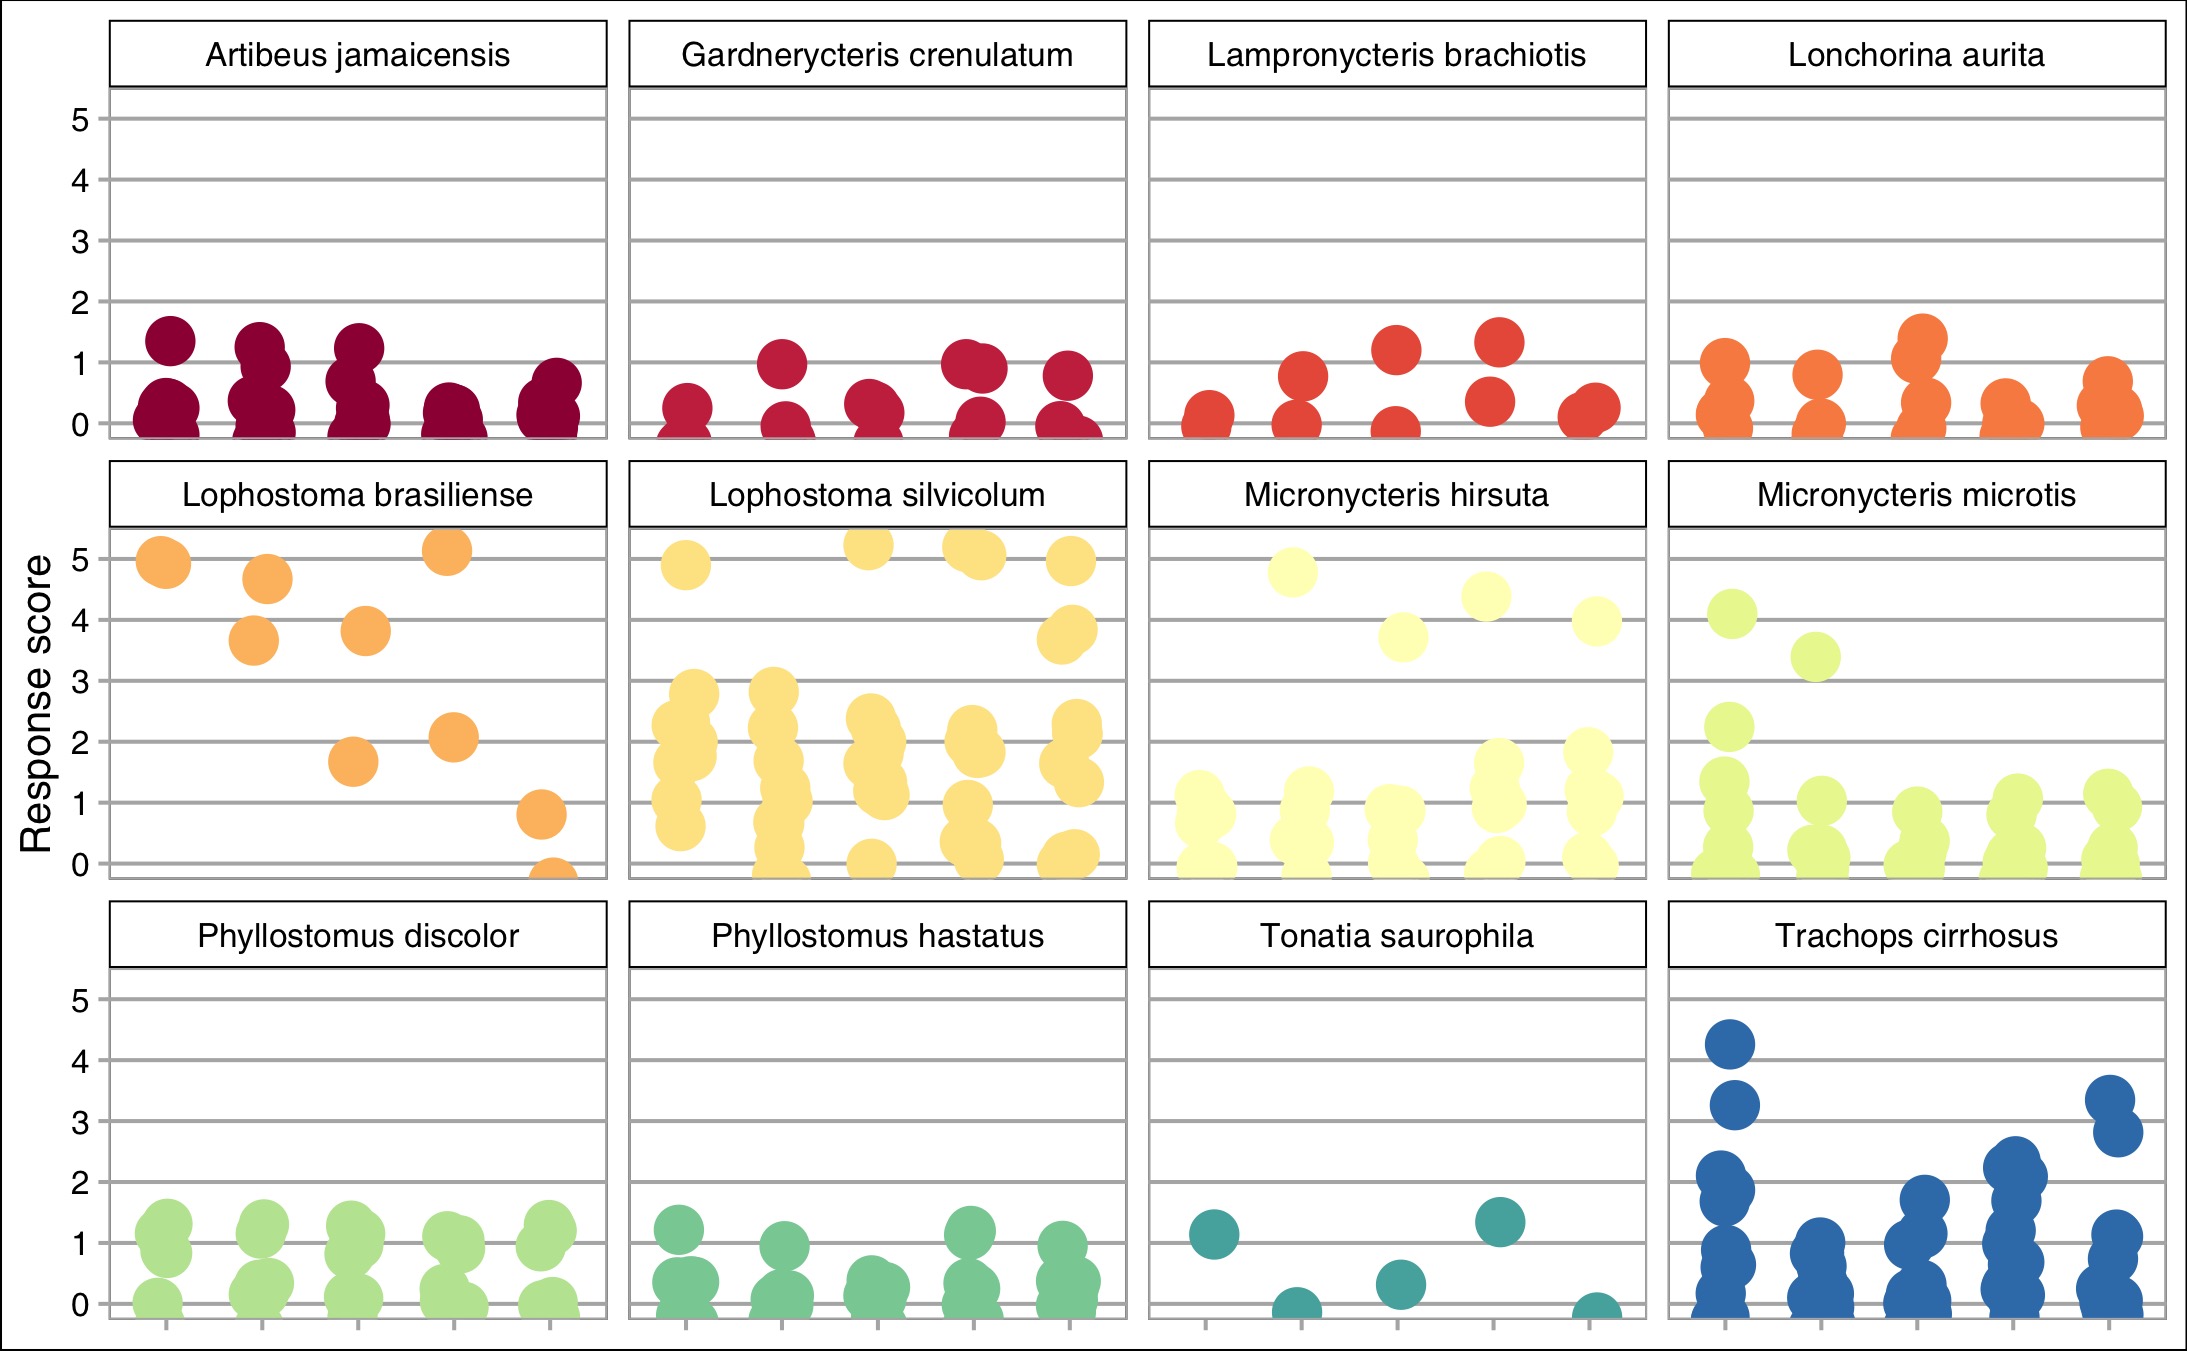 Artibeus jamaicensis
Gardnerycteris crenulatum
Lampronycteris brachiotis
Lonchorina aurita
5
4
3
2
1
0
Lophostoma brasiliense
Lophostoma silvicolum
Micronycteris hirsuta
Micronycteris microtis
Response score
5
4
3
2
1
0
Phyllostomus discolor
Phyllostomus hastatus
Tonatia saurophila
Trachops cirrhosus
5
4
3
2
1
0